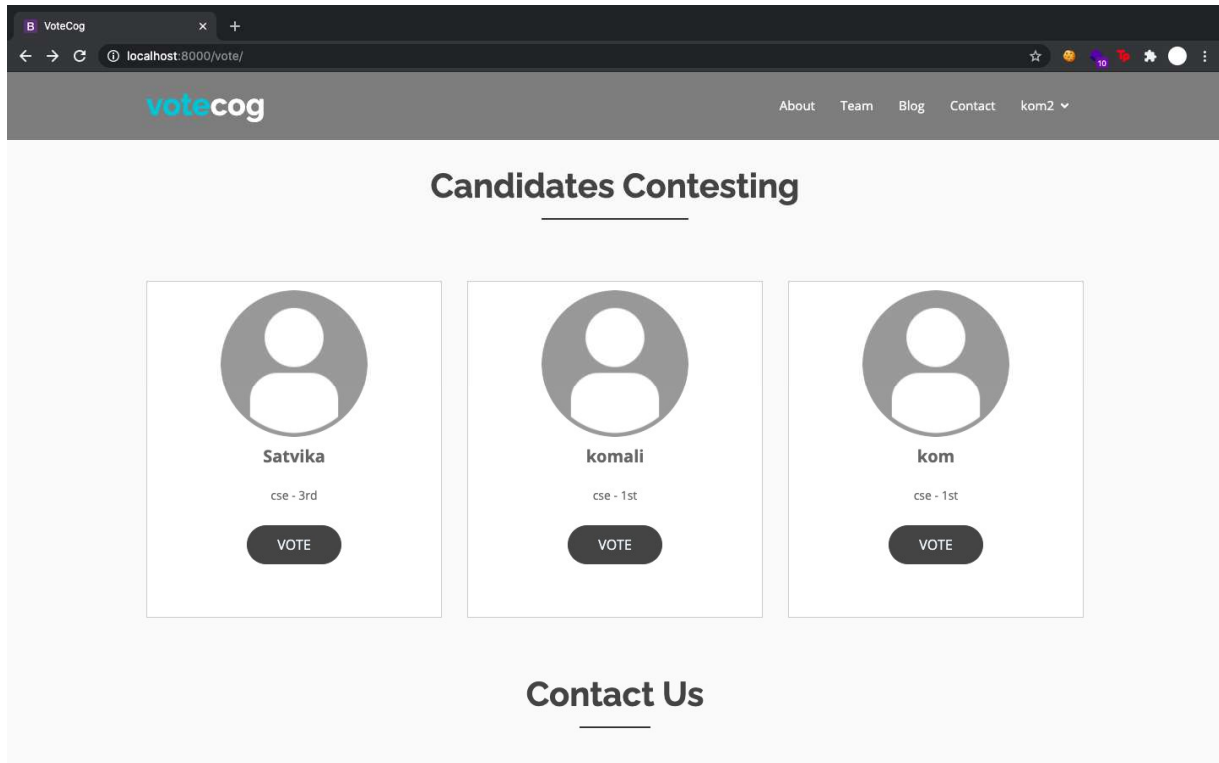 B VoteCog
localhost:8000/vote/
10
votecog
About Team Blog Contact kom2
Candidates Contesting
Satvika komali kom
cse - 3rd cse - 1st cse - 1st
VOTE VOTE VOTE
Contact Us